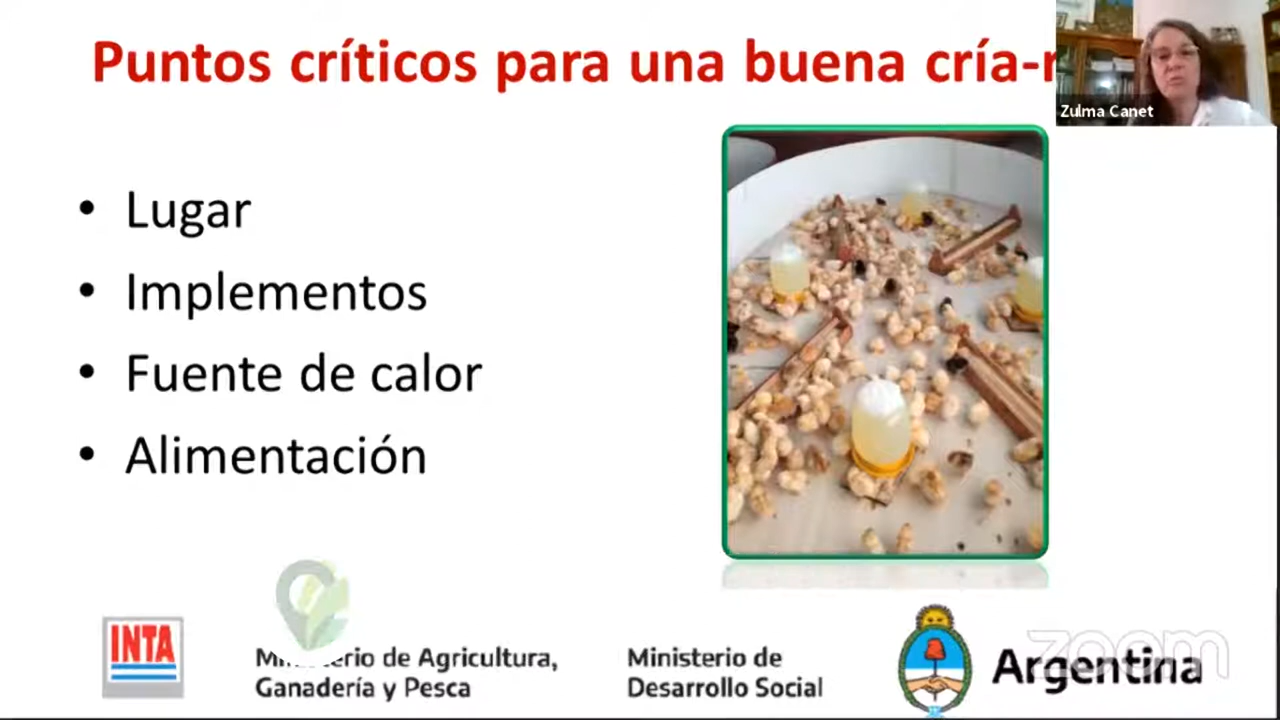 Puntos críticos para una buena cría-
Zulma Canet
• Lugar
• Implementos
• Fuente de calor
• Alimentación
INTA
Ministerio de Agricultura,
Ganadería y Pesca
Ministerio de
Desarrollo Social
Argentina
zoom